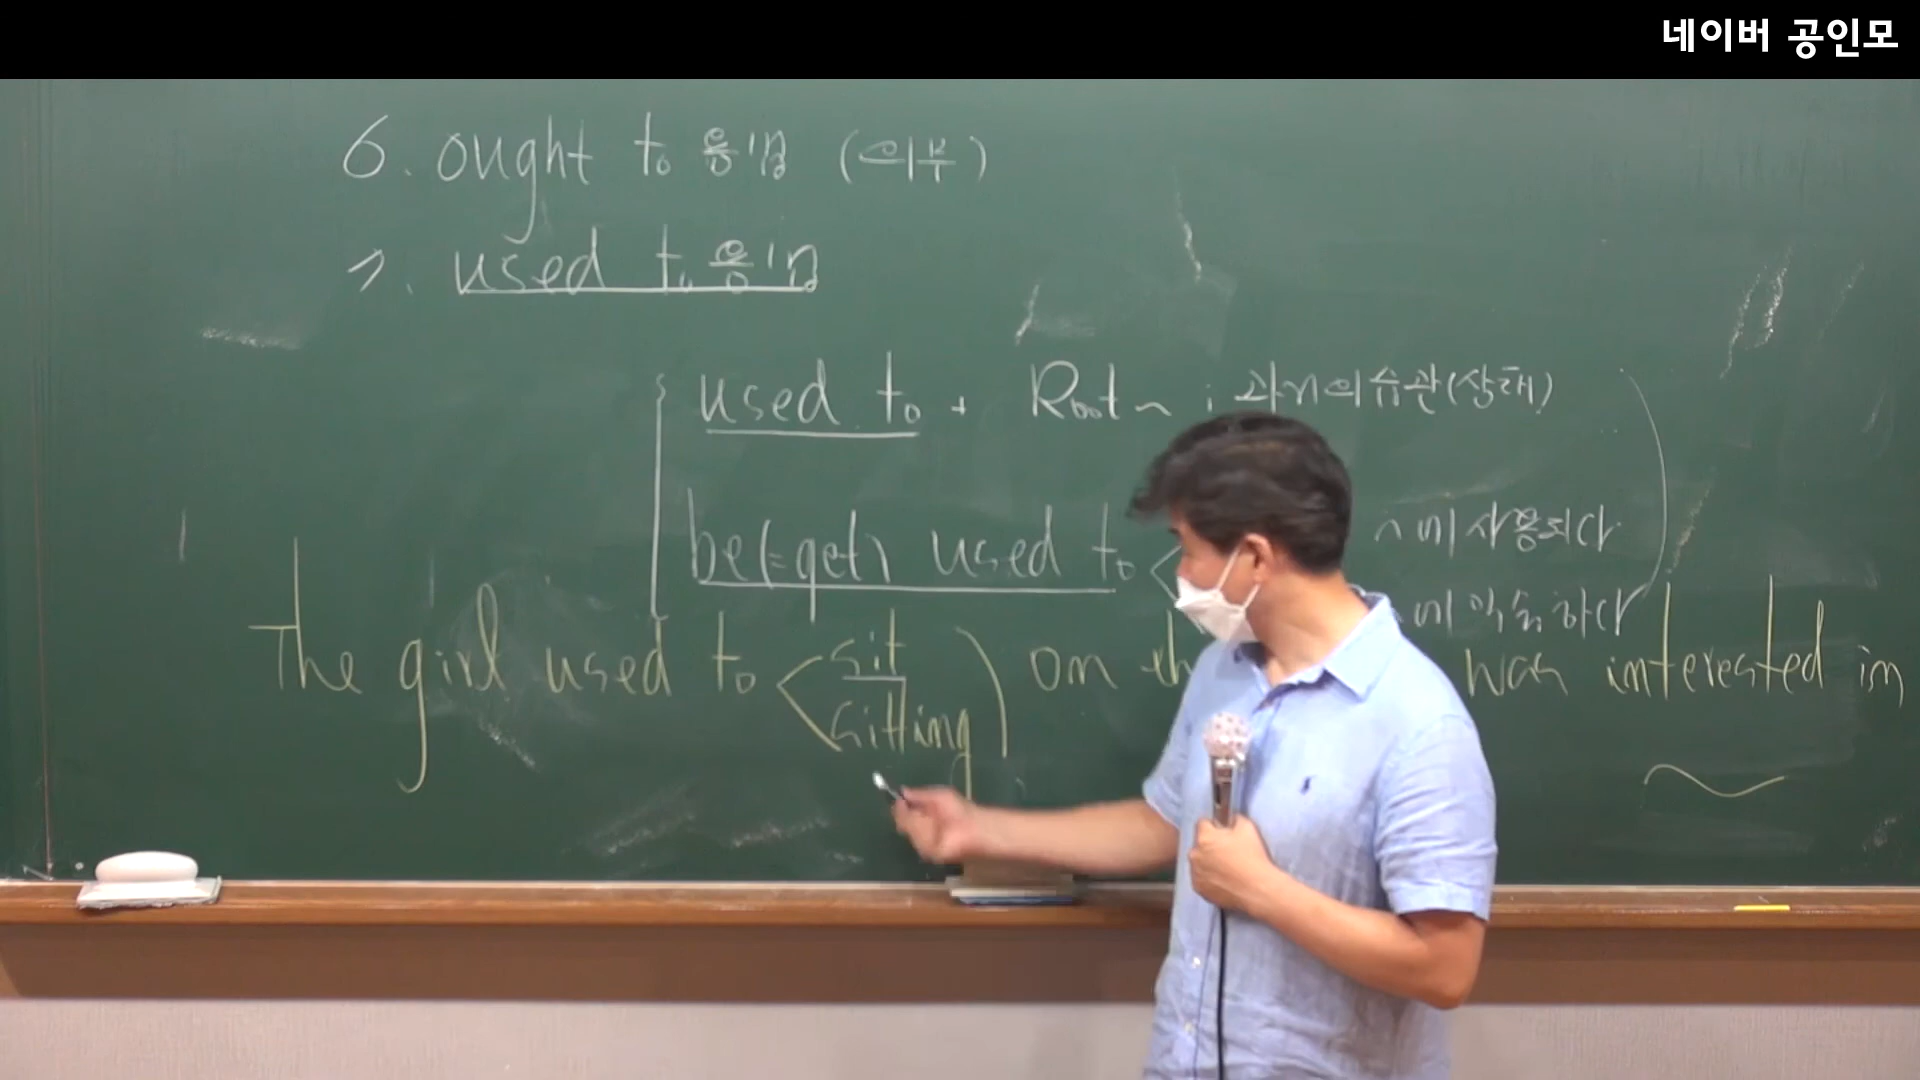 네이버 공인모
6. ought to 용법 (의무)
7. used to 용법
used to + Root ~ : 과거의 습관(상태)
be(=get) used to < ~에 사용되다
~에 익숙하다
The girl used to < sit on th was interested in
sitting